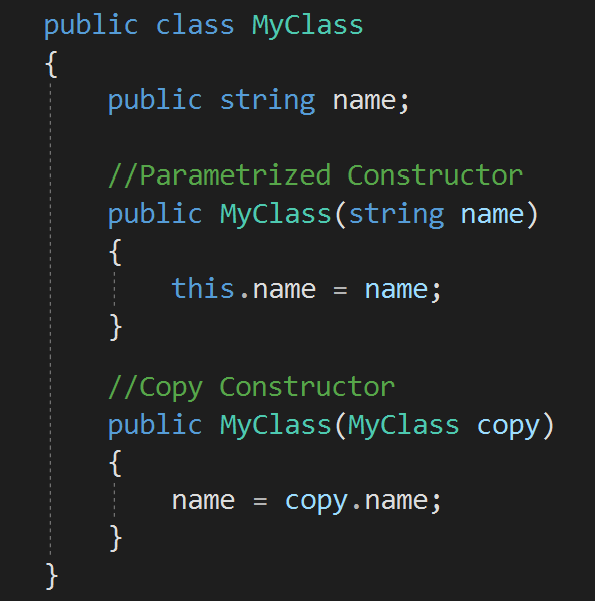 public class MyClass
{
public string name;
//Parametrized Constructor
public MyClass(string name)
{
this.name = name;
}
//Copy Constructor
public MyClass(MyClass copy)
{
name = copy.name;
}
}